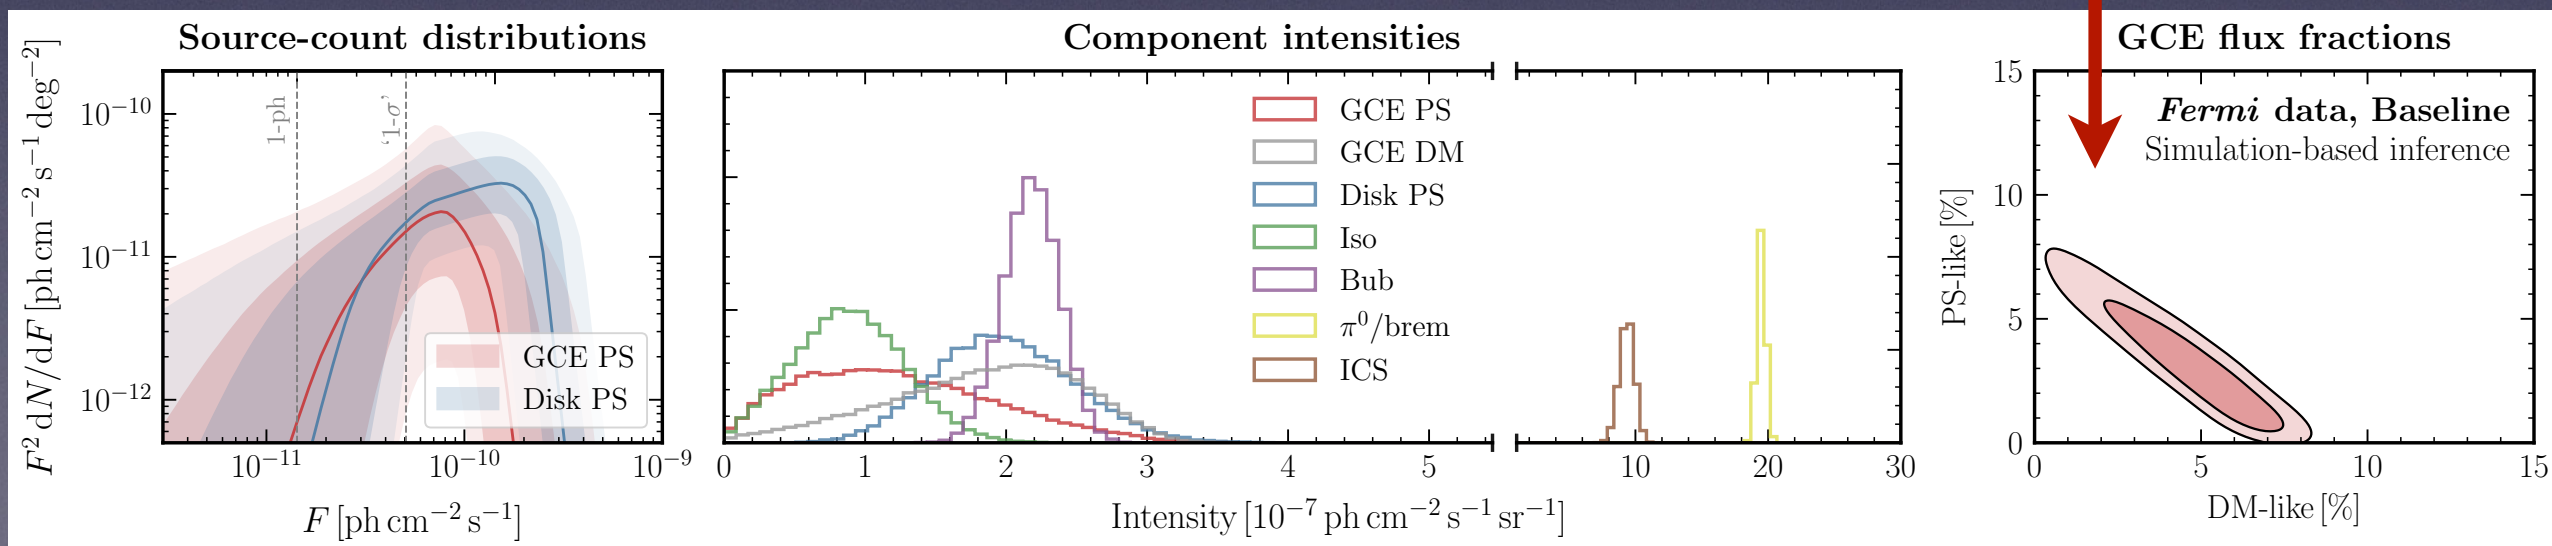 Source-count distributions
F² dN/dF [ph cm⁻² s⁻¹ deg⁻²]
10⁻¹⁰
10⁻¹¹
10⁻¹²
1-ph
‘1-σ’
GCE PS
Disk PS
10⁻¹¹ 10⁻¹⁰ 10⁻⁹
F [ph cm⁻² s⁻¹]
Component intensities
GCE PS
GCE DM
Disk PS
Iso
Bub
π⁰/brem
ICS
0 1 2 3 4 5 10 20 30
Intensity [10⁻⁷ ph cm⁻² s⁻¹ sr⁻¹]
GCE flux fractions
Fermi data, Baseline
Simulation-based inference
PS-like [%]
15
10
5
0
0 5 10 15
DM-like [%]